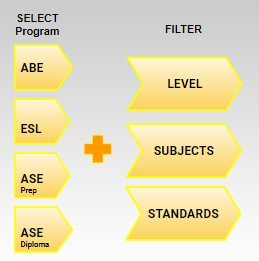 SELECT
Program
ABE
ESL
ASE
Prep
ASE
Diploma
FILTER
LEVEL
SUBJECTS
STANDARDS